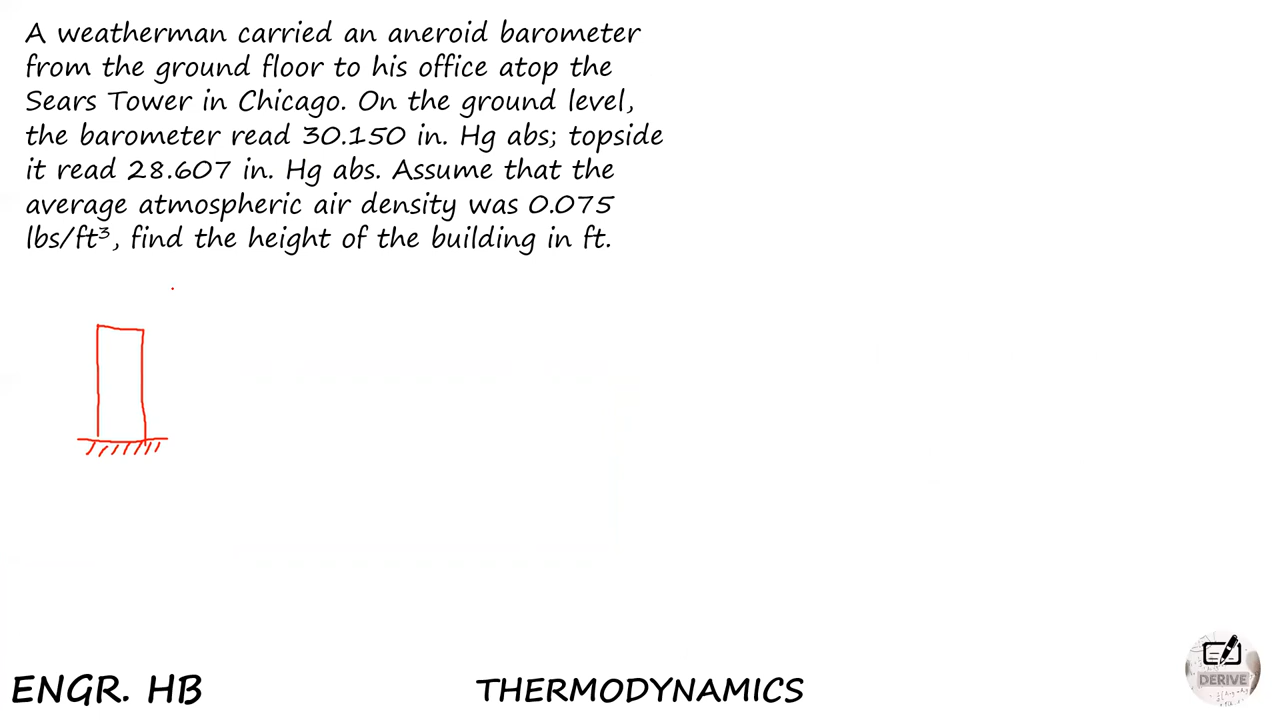 A weatherman carried an aneroid barometer
from the ground floor to his office atop the
Sears Tower in Chicago. On the ground level,
the barometer read 30.150 in. Hg abs; topside
it read 28.607 in. Hg abs. Assume that the
average atmospheric air density was 0.075
lbs/ft³, find the height of the building in ft.
ENGR. HB
THERMODYNAMICS
DERIVE